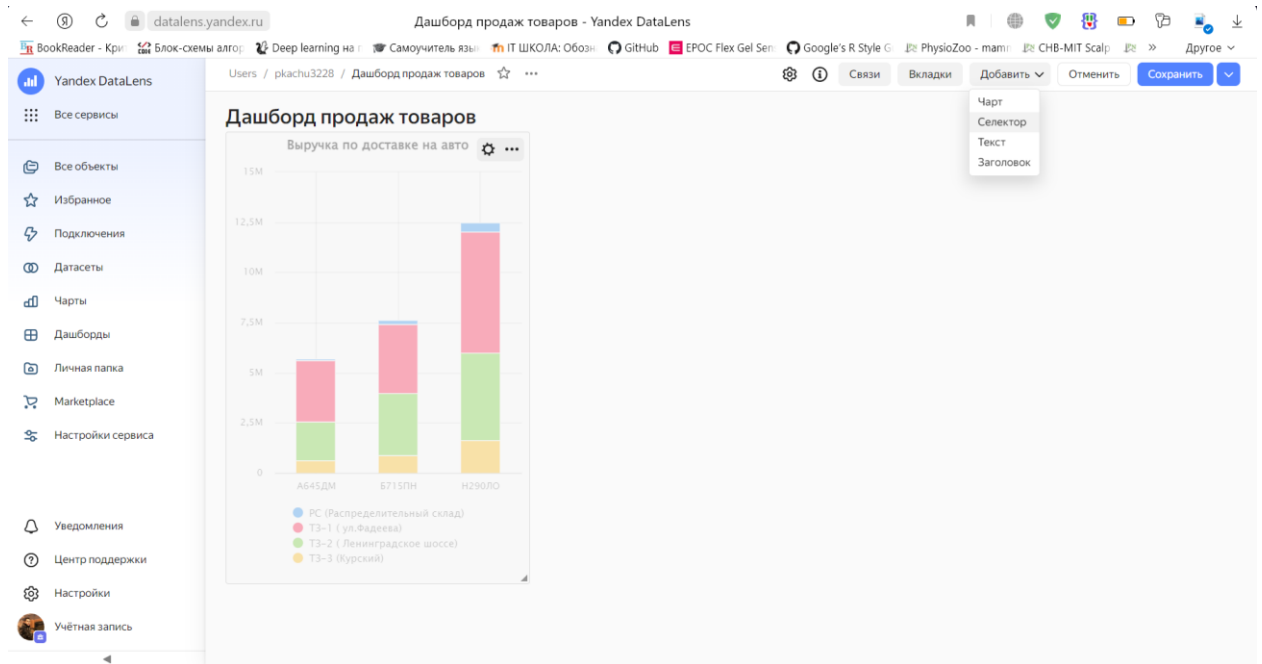 datalens.yandex.ru Дашборд продаж товаров - Yandex DataLens
BookReader - Кри Блок-схемы алгор Deep learning на г Самоучитель язы IT ШКОЛА: Обозн GitHub EPOC Flex Gel Sen Google's R Style G PhysioZoo - mamm CHB-MIT Scalp » Другое
Yandex DataLens
Users / pkachu3228 / Дашборд продаж товаров
Связи Вкладки Добавить Отменить Сохранить
Чарт
Селектор
Текст
Заголовок
Все сервисы
Все объекты
Избранное
Подключения
Датасеты
Чарты
Дашборды
Личная папка
Marketplace
Настройки сервиса
Уведомления
Центр поддержки
Настройки
Учётная запись
Дашборд продаж товаров
Выручка по доставке на авто
15M
12,5M
10M
7,5M
5M
2,5M
0
А645ДМ Б715ПН Н290ЛО
РС (Распределительный склад)
ТЗ-1 ( ул.Фадеева)
ТЗ-2 ( Ленинградское шоссе)
ТЗ-3 (Курский)